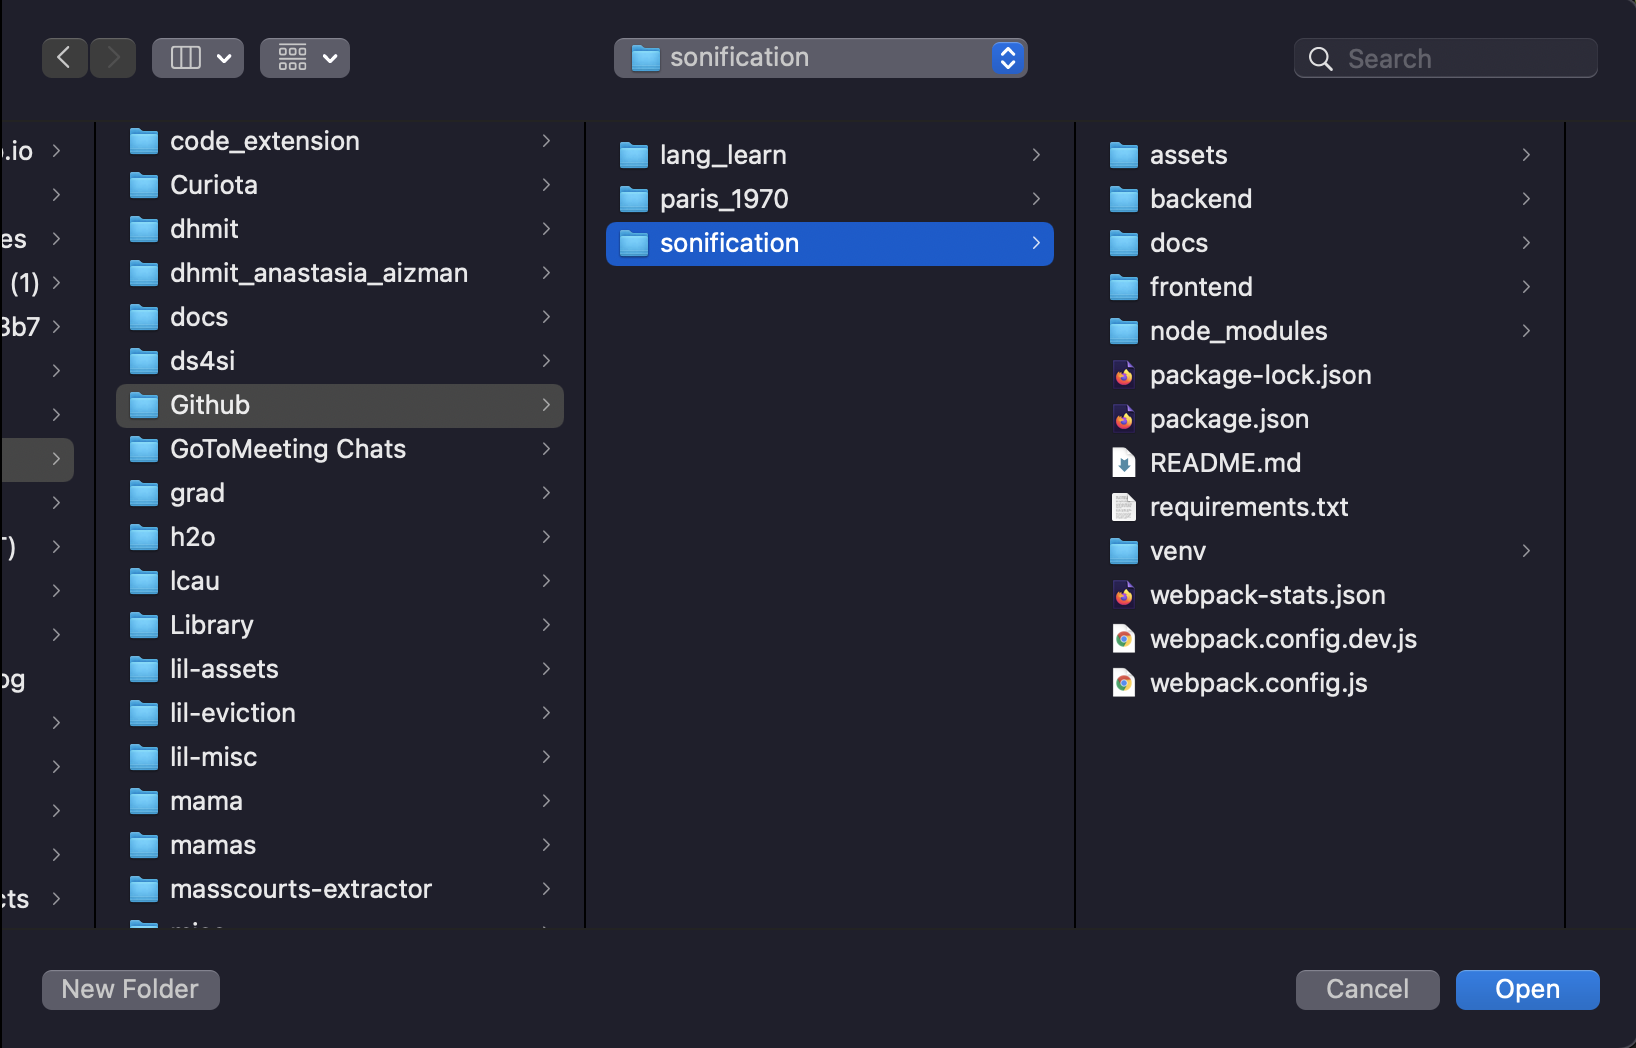 sonification
Search
.io
es
(1)
3b7
)
og
cts
code_extension
Curiota
dhmit
dhmit_anastasia_aizman
docs
ds4si
Github
GoToMeeting Chats
grad
h2o
lcau
Library
lil-assets
lil-eviction
lil-misc
mama
mamas
masscourts-extractor
lang_learn
paris_1970
sonification
assets
backend
docs
frontend
node_modules
package-lock.json
package.json
README.md
requirements.txt
venv
webpack-stats.json
webpack.config.dev.js
webpack.config.js
New Folder
Cancel
Open